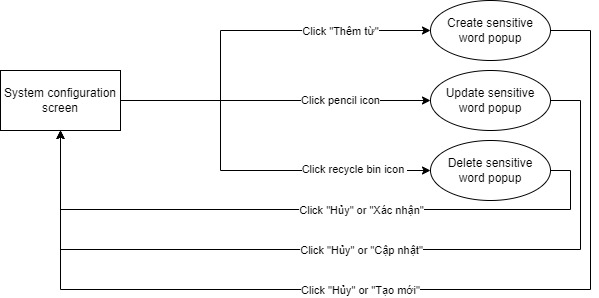 Create sensitive
word popup
Click "Thêm từ"
System configuration
screen
Click pencil icon
Update sensitive
word popup
Click recycle bin icon
Delete sensitive
word popup
Click "Hủy" or "Xác nhận"
Click "Hủy" or "Cập nhật"
Click "Hủy" or "Tạo mới"